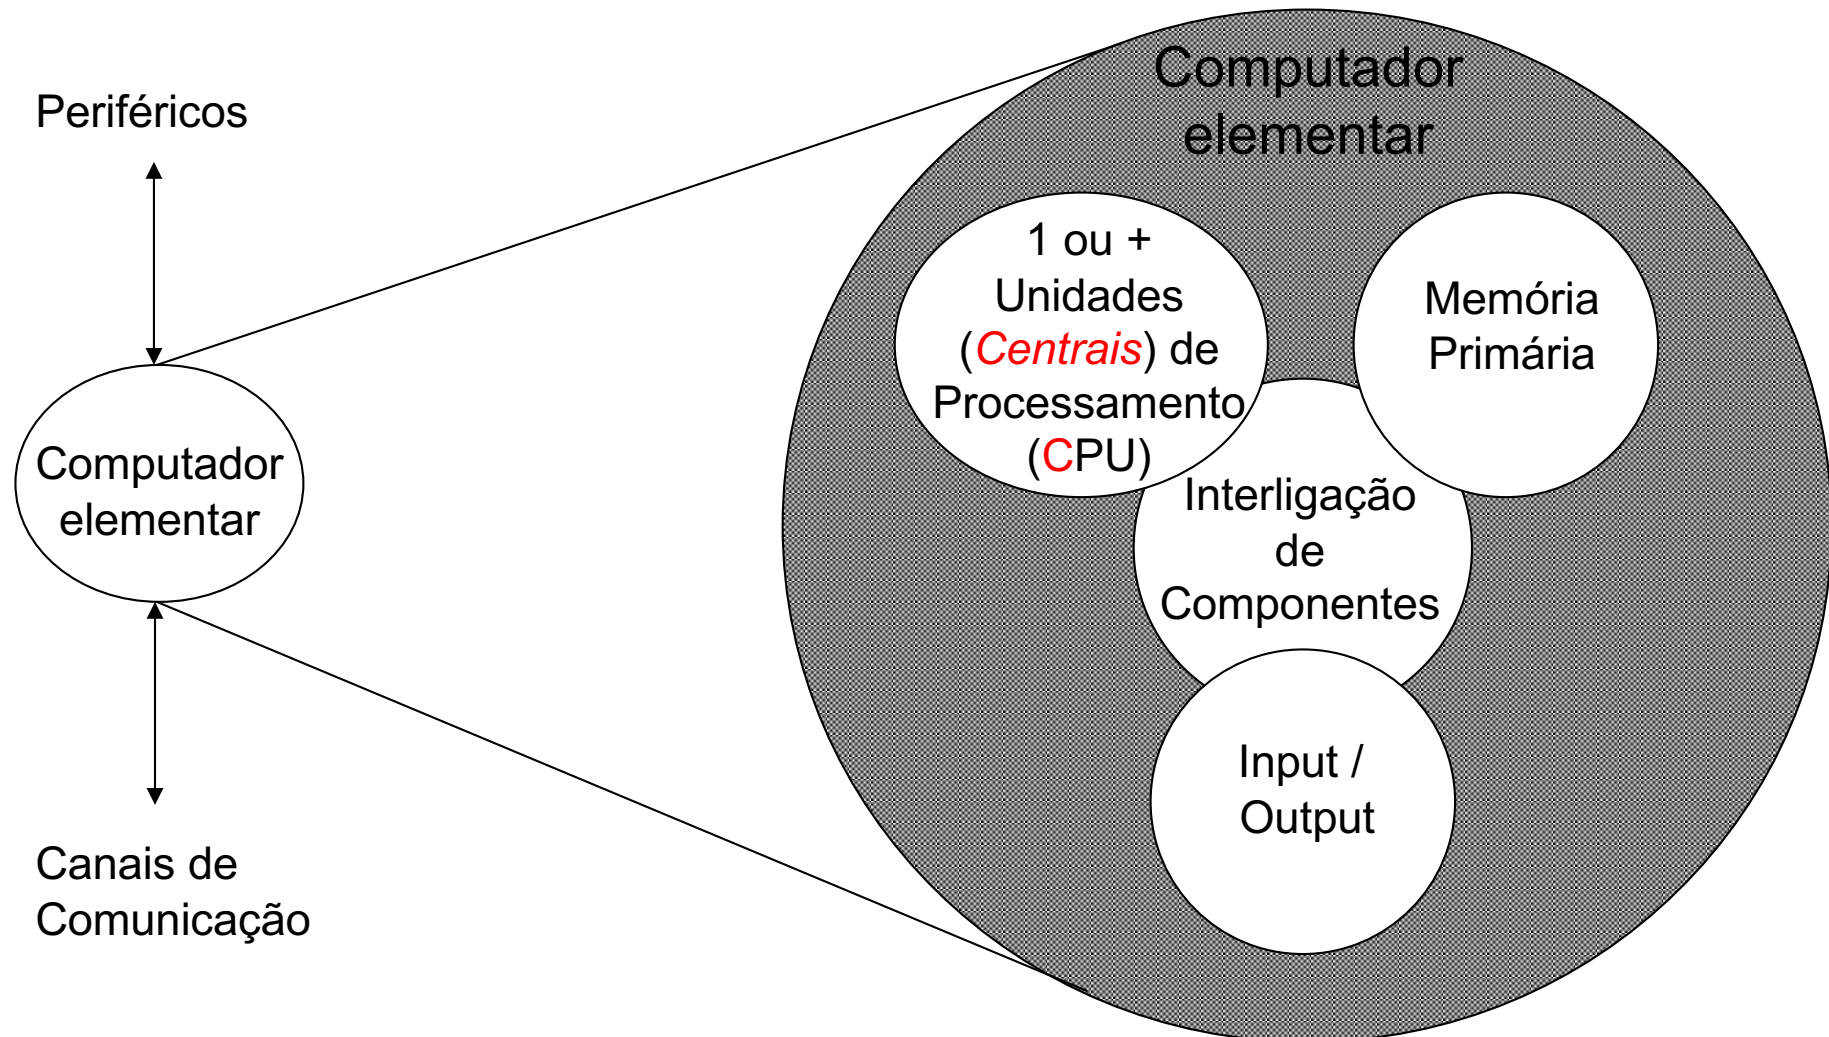 Periféricos
Computador
elementar
Canais de
Comunicação
Computador
elementar
1 ou +
Unidades
(Centrais) de
Processamento
(CPU)
Memória
Primária
Interligação
de
Componentes
Input /
Output